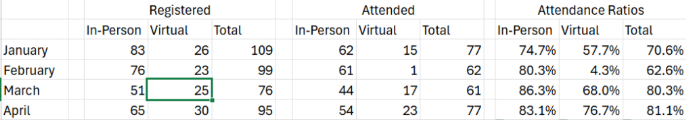 Registered Attended Attendance Ratios
In-Person Virtual Total In-Person Virtual Total In-Person Virtual Total
January 83 26 109 62 15 77 74.7% 57.7% 70.6%
February 76 23 99 61 1 62 80.3% 4.3% 62.6%
March 51 25 76 44 17 61 86.3% 68.0% 80.3%
April 65 30 95 54 23 77 83.1% 76.7% 81.1%